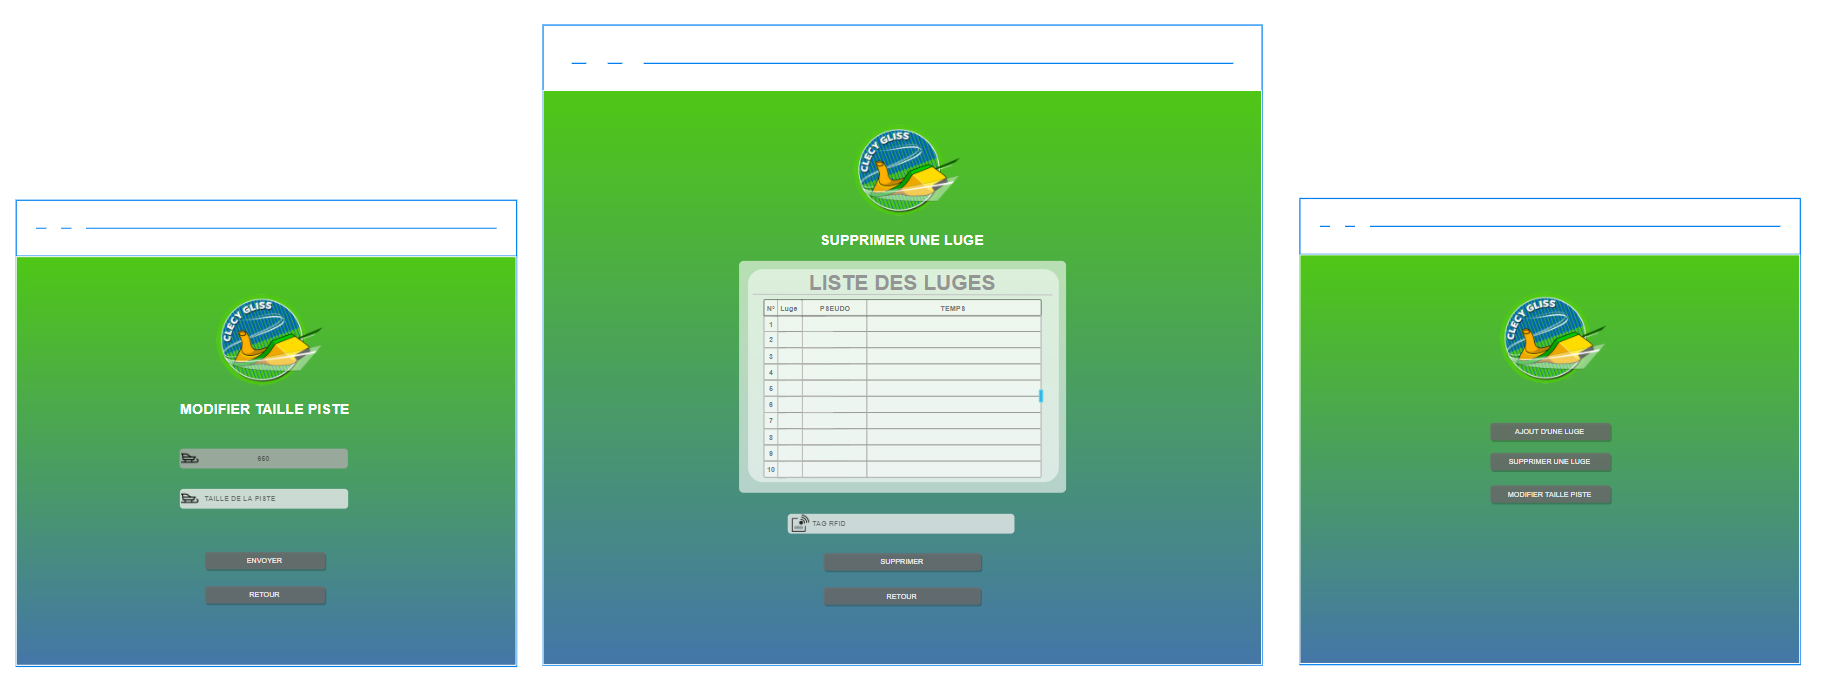 CLECY GLISS
MODIFIER TAILLE PISTE
650
TAILLE DE LA PISTE
ENVOYER
RETOUR
CLECY GLISS
SUPPRIMER UNE LUGE
LISTE DES LUGES
N° Luge PSEUDO TEMPS
1
2
3
4
5
6
7
8
9
10
TAG RFID
SUPPRIMER
RETOUR
CLECY GLISS
AJOUT D'UNE LUGE
SUPPRIMER UNE LUGE
MODIFIER TAILLE PISTE